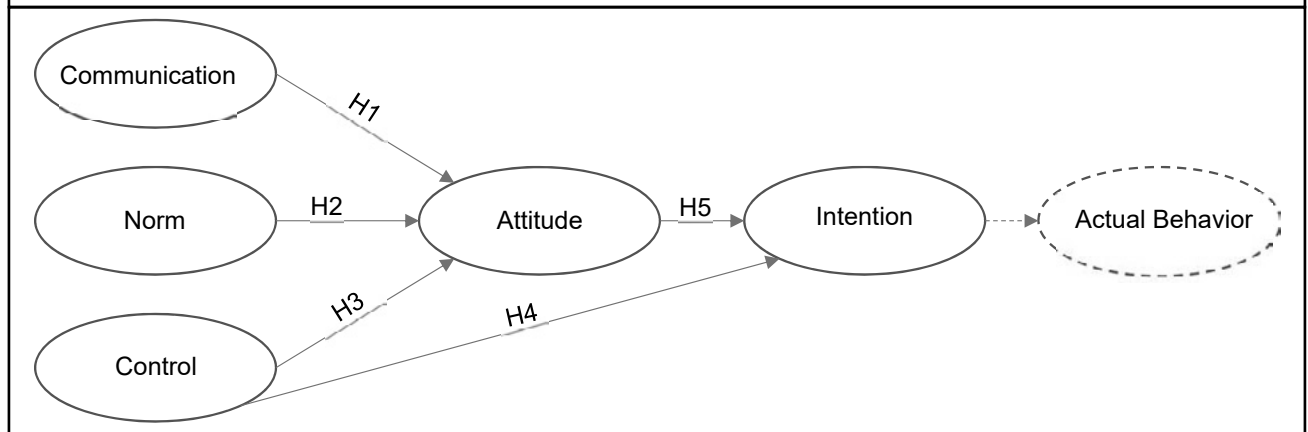 Communication
H1
Norm
H2
Attitude
H5
Intention
Actual Behavior
H3
H4
Control